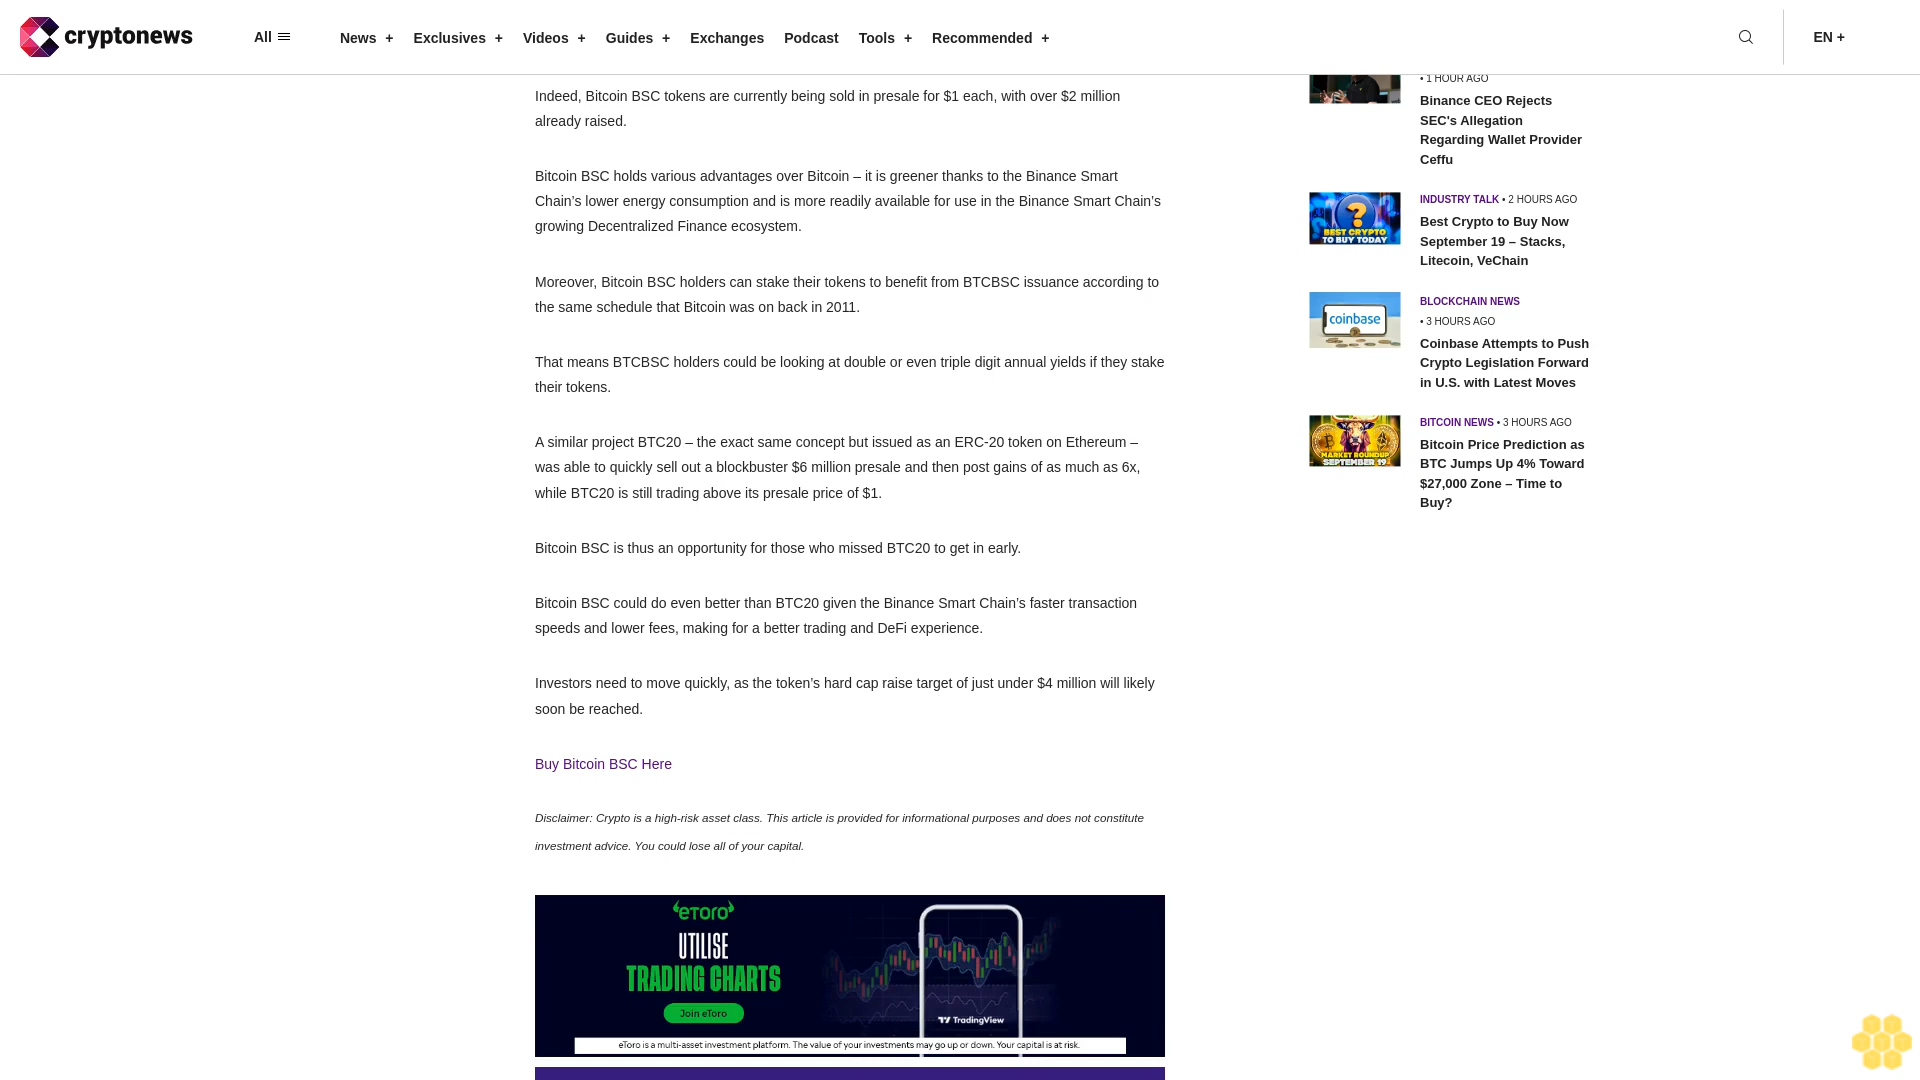 cryptonews
All
News +
Exclusives +
Videos +
Guides +
Exchanges
Podcast
Tools +
Recommended +
EN +
Indeed, Bitcoin BSC tokens are currently being sold in presale for $1 each, with over $2 million
already raised.
Bitcoin BSC holds various advantages over Bitcoin – it is greener thanks to the Binance Smart
Chain’s lower energy consumption and is more readily available for use in the Binance Smart Chain’s
growing Decentralized Finance ecosystem.
Moreover, Bitcoin BSC holders can stake their tokens to benefit from BTCBSC issuance according to
the same schedule that Bitcoin was on back in 2011.
That means BTCBSC holders could be looking at double or even triple digit annual yields if they stake
their tokens.
A similar project BTC20 – the exact same concept but issued as an ERC-20 token on Ethereum –
was able to quickly sell out a blockbuster $6 million presale and then post gains of as much as 6x,
while BTC20 is still trading above its presale price of $1.
Bitcoin BSC is thus an opportunity for those who missed BTC20 to get in early.
Bitcoin BSC could do even better than BTC20 given the Binance Smart Chain’s faster transaction
speeds and lower fees, making for a better trading and DeFi experience.
Investors need to move quickly, as the token’s hard cap raise target of just under $4 million will likely
soon be reached.
Buy Bitcoin BSC Here
Disclaimer: Crypto is a high-risk asset class. This article is provided for informational purposes and does not constitute
investment advice. You could lose all of your capital.
eToro
UTILISE
TRADING CHARTS
Join eToro
TradingView
eToro is a multi-asset investment platform. The value of your investments may go up or down. Your capital is at risk.
• 1 HOUR AGO
Binance CEO Rejects
SEC's Allegation
Regarding Wallet Provider
Ceffu
BEST CRYPTO
TO BUY TODAY
INDUSTRY TALK • 2 HOURS AGO
Best Crypto to Buy Now
September 19 – Stacks,
Litecoin, VeChain
coinbase
BLOCKCHAIN NEWS
• 3 HOURS AGO
Coinbase Attempts to Push
Crypto Legislation Forward
in U.S. with Latest Moves
MARKET ROUNDUP
SEPTEMBER 19
BITCOIN NEWS • 3 HOURS AGO
Bitcoin Price Prediction as
BTC Jumps Up 4% Toward
$27,000 Zone – Time to
Buy?